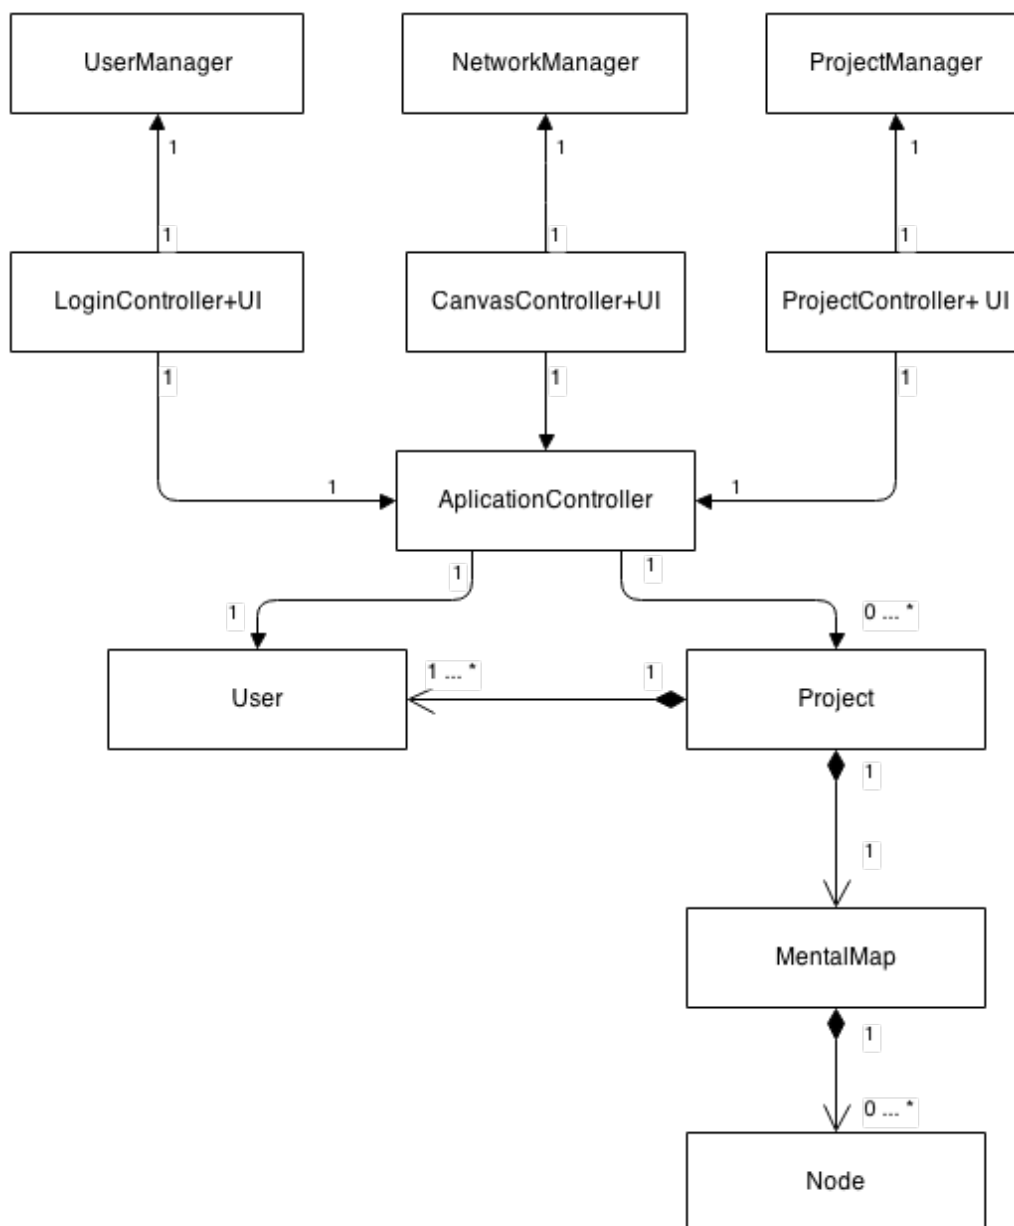 UserManager
NetworkManager
ProjectManager
1
1
1
1
1
1
LoginController+UI
CanvasController+UI
ProjectController+ UI
1
1
1
1
1
AplicationController
1
1
1
0 ... *
1 ... *
1
User
Project
1
1
MentalMap
1
0 ... *
Node